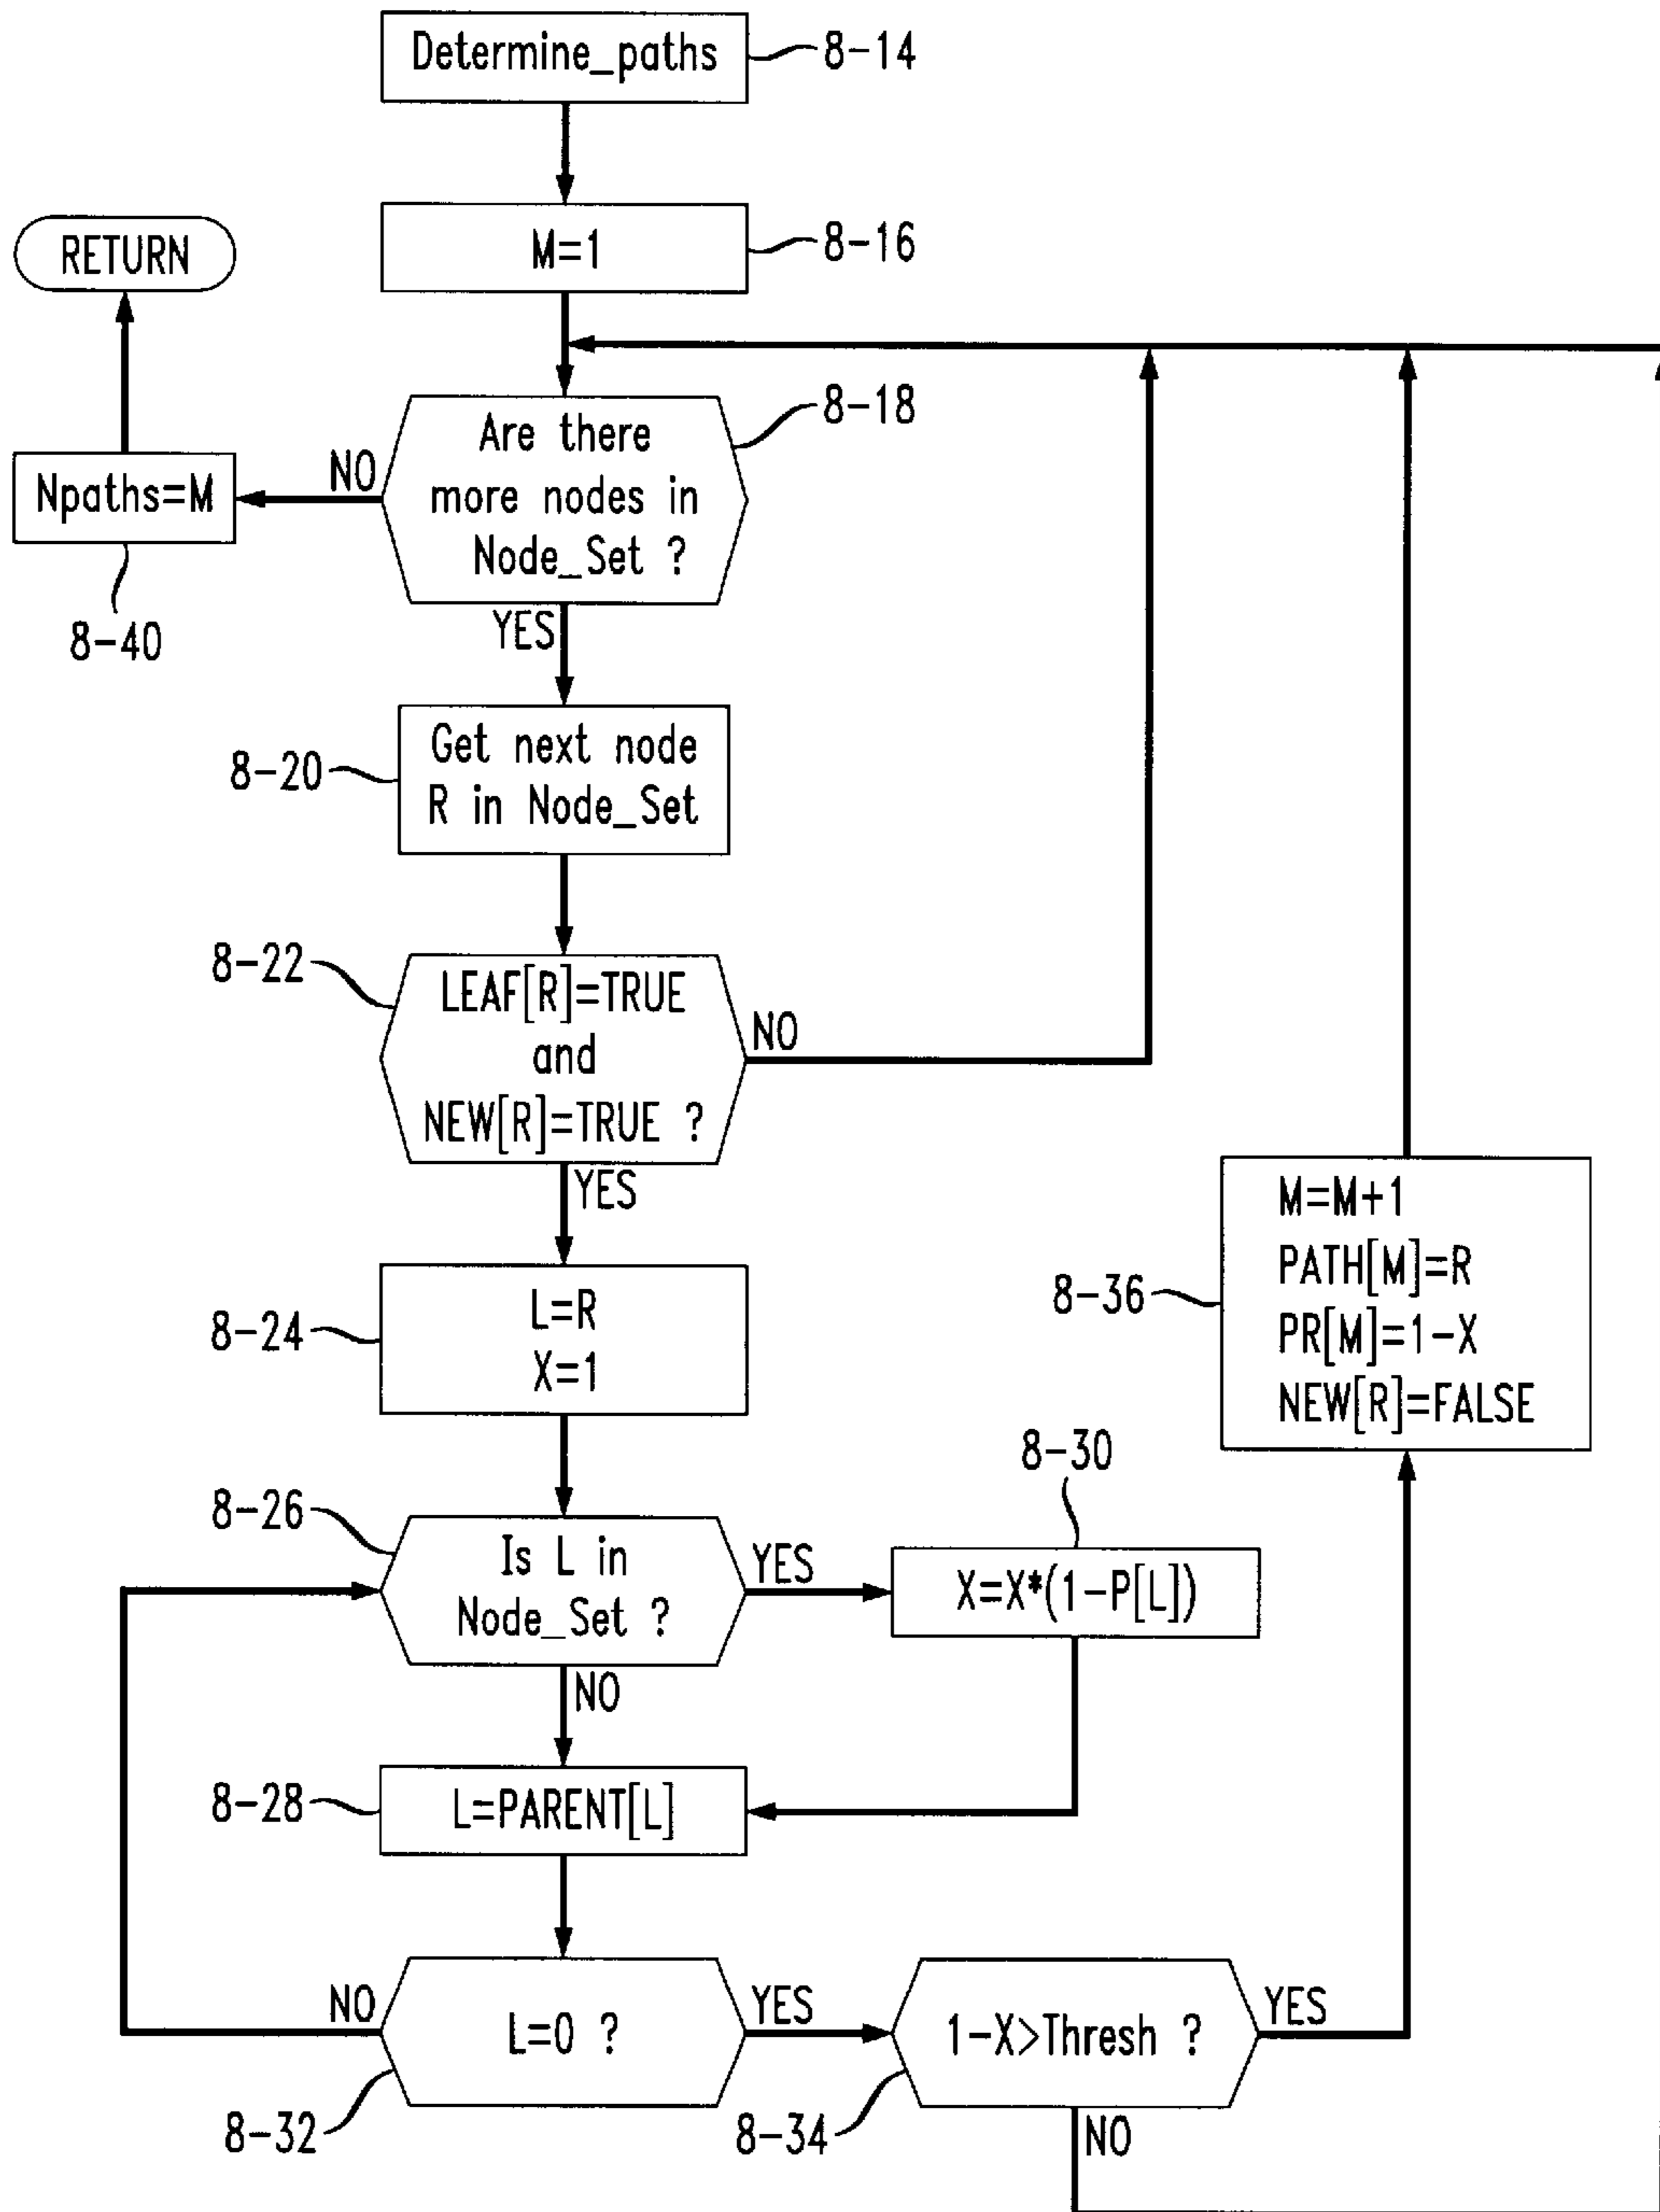 Determine_paths
8-14
M=1
8-16
RETURN
Are there
more nodes in
Node_Set ?
8-18
NO
Npaths=M
8-40
YES
Get next node
R in Node_Set
8-20
LEAF[R]=TRUE
and
NEW[R]=TRUE ?
8-22
NO
YES
L=R
X=1
8-24
M=M+1
PATH[M]=R
PR[M]=1-X
NEW[R]=FALSE
8-36
Is L in
Node_Set ?
8-26
YES
8-30
X=X*(1-P[L])
NO
L=PARENT[L]
8-28
L=0 ?
NO
YES
8-32
1-X>Thresh ?
YES
8-34
NO